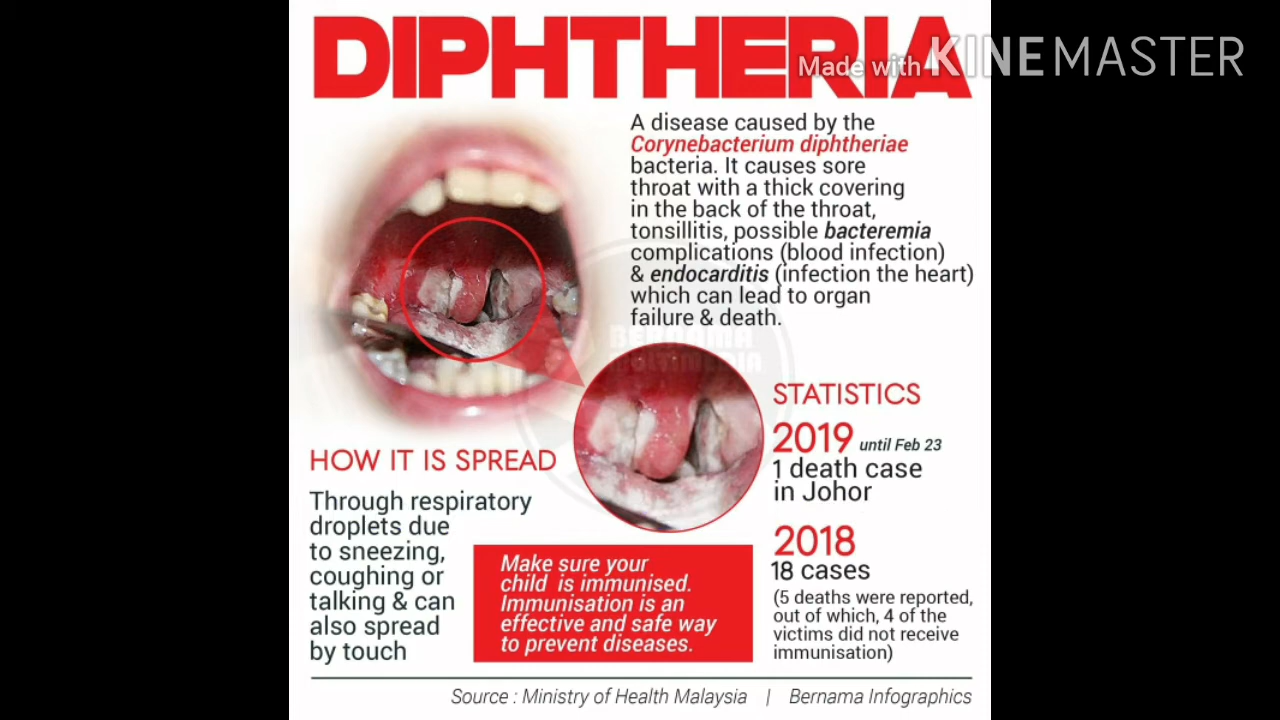 DIPHTHERIA
Made with KINEMASTER
A disease caused by the
Corynebacterium diphtheriae
bacteria. It causes sore
throat with a thick covering
in the back of the throat,
tonsillitis, possible bacteremia
complications (blood infection)
& endocarditis (infection the heart)
which can lead to organ
failure & death.
BERNAMA
MULTIMEDIA
STATISTICS
2019 until Feb 23
1 death case
in Johor
2018
18 cases
(5 deaths were reported,
out of which, 4 of the
victims did not receive
immunisation)
HOW IT IS SPREAD
Through respiratory
droplets due
to sneezing,
coughing or
talking & can
also spread
by touch
Make sure your
child is immunised.
Immunisation is an
effective and safe way
to prevent diseases.
Source : Ministry of Health Malaysia | Bernama Infographics